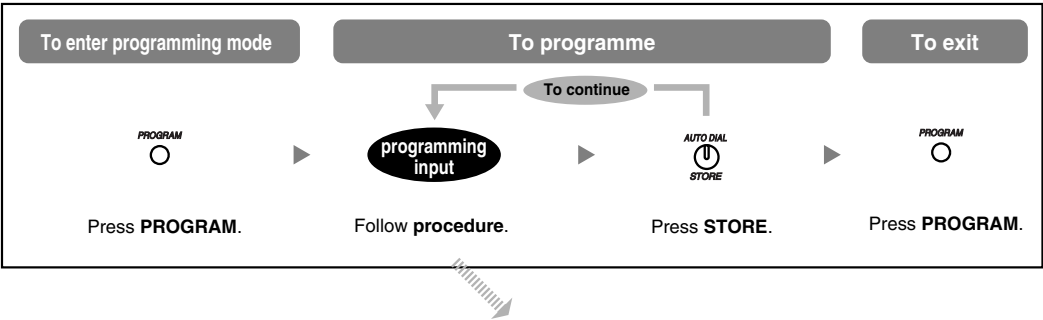 To enter programming mode
To programme
To exit
To continue
PROGRAM
programming
input
AUTO DIAL
STORE
PROGRAM
Press PROGRAM.
Follow procedure.
Press STORE.
Press PROGRAM.